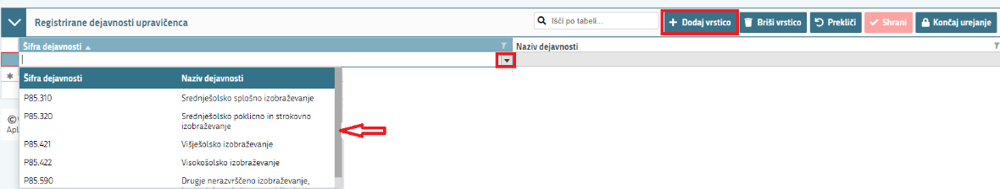 Registrirane dejavnosti upravičenca
Išči po tabeli...
Dodaj vrstico
Briši vrstico
Prekliči
Shrani
Končaj urejanje
Šifra dejavnosti
Naziv dejavnosti
Šifra dejavnosti Naziv dejavnosti
P85.310 Srednješolsko splošno izobraževanje
P85.320 Srednješolsko poklicno in strokovno
izobraževanje
P85.421 Višješolsko izobraževanje
P85.422 Visokošolsko izobraževanje
P85.590 Drugje nerazvrščeno izobraževanje,
©
Apl